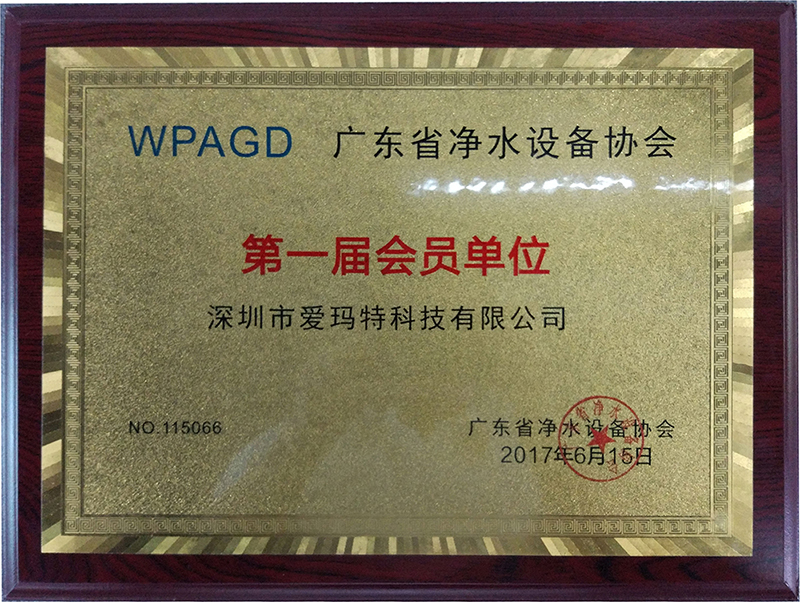 WPAGD 广东省净水设备协会
第一届会员单位
深圳市爱玛特科技有限公司
NO.115066
广东省净水设备协会
2017年6月15日